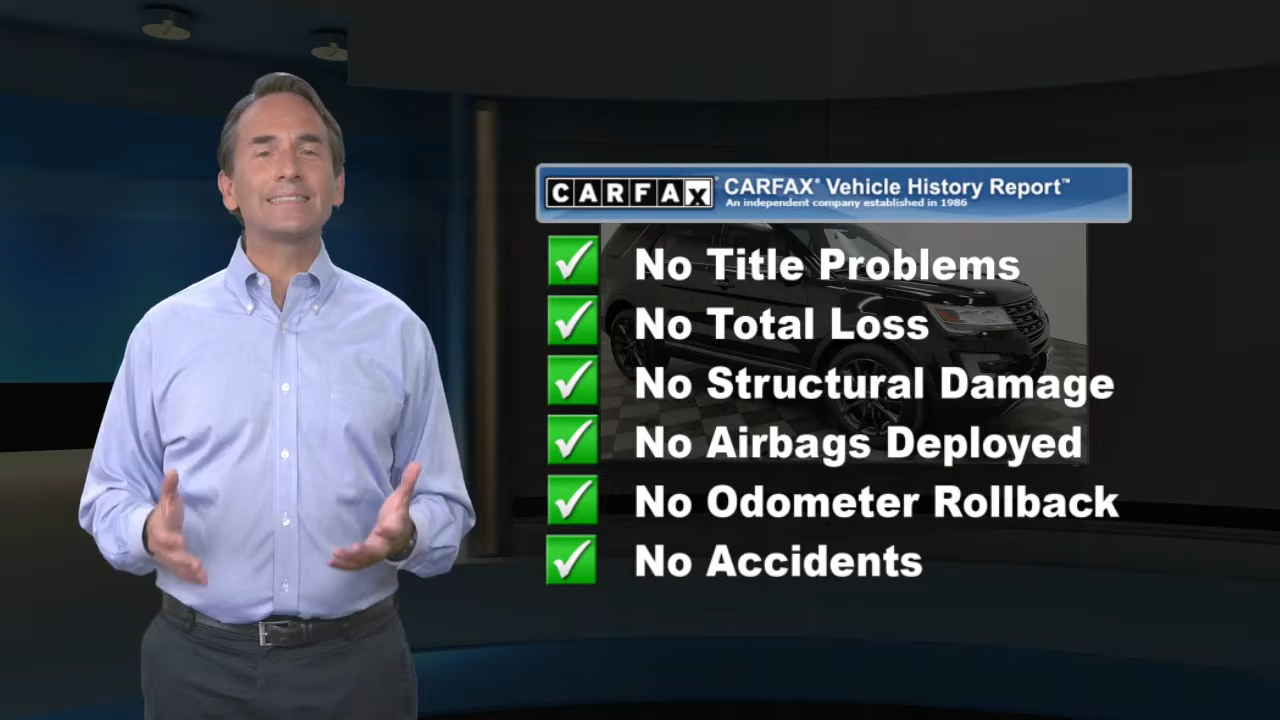 CARFAX
CARFAX® Vehicle History Report™
An independent company established in 1986
No Title Problems
No Total Loss
No Structural Damage
No Airbags Deployed
No Odometer Rollback
No Accidents